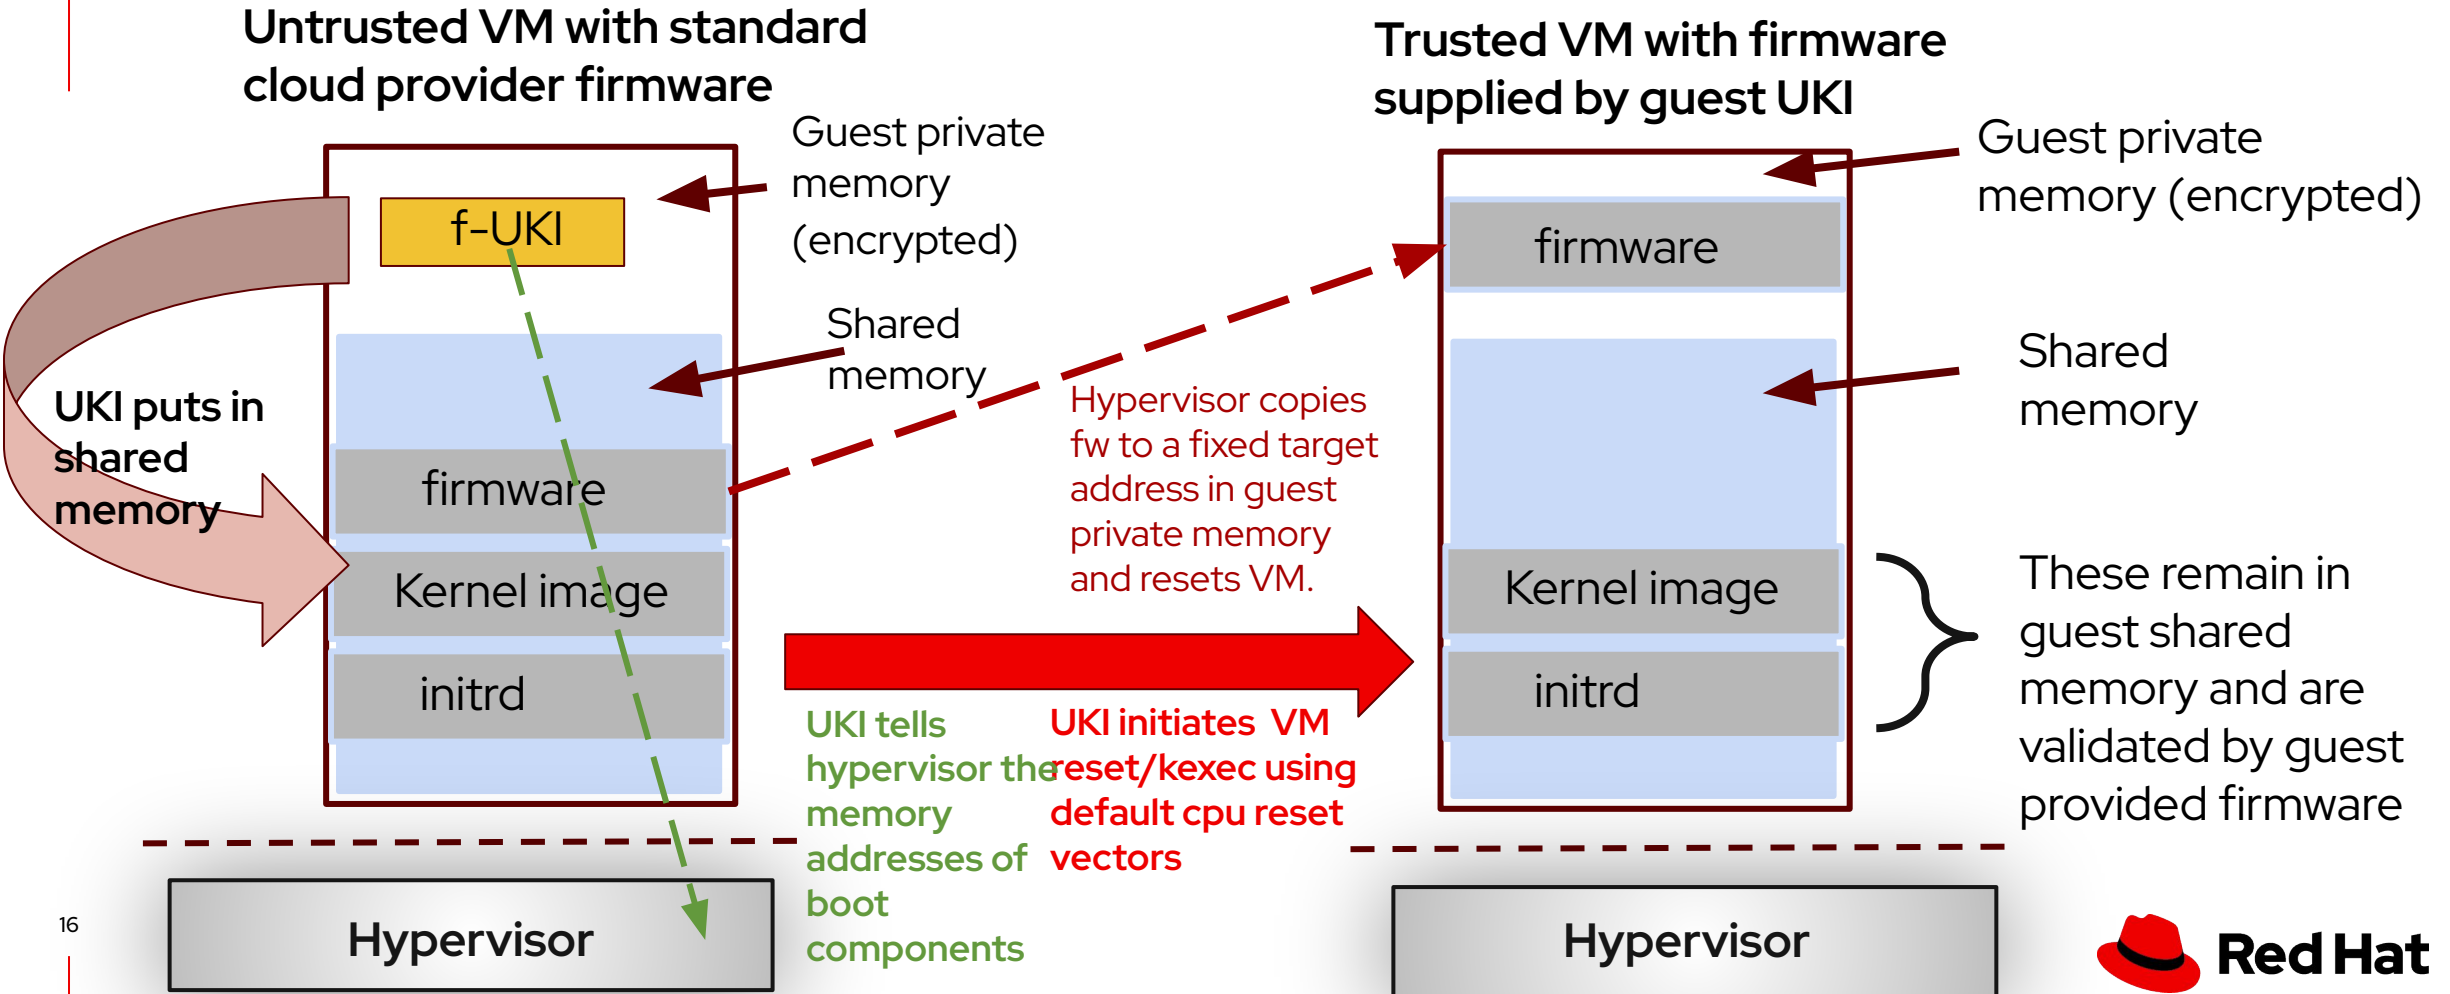 Untrusted VM with standard
cloud provider firmware
Guest private
memory
(encrypted)
f-UKI
Shared
memory
UKI puts in
shared
memory
firmware
Kernel image
initrd
Hypervisor
Hypervisor copies
fw to a fixed target
address in guest
private memory
and resets VM.
UKI tells
hypervisor the
memory
addresses of
boot
components
UKI initiates VM
reset/kexec using
default cpu reset
vectors
Trusted VM with firmware
supplied by guest UKI
Guest private
memory (encrypted)
firmware
Shared
memory
Kernel image
initrd
These remain in
guest shared
memory and are
validated by guest
provided firmware
Hypervisor
16
Red Hat